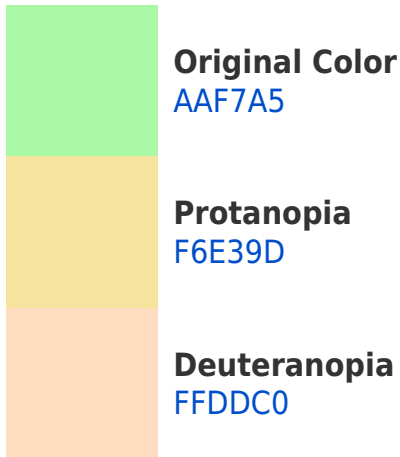 Original Color
AAF7A5
Protanopia
F6E39D
Deuteranopia
FFDDC0